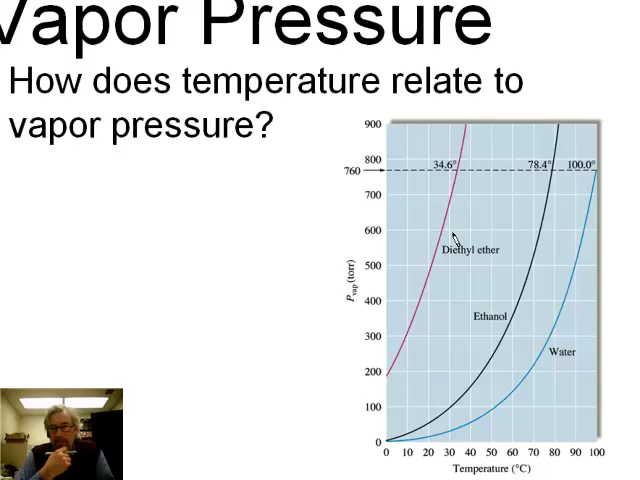 Vapor Pressure
How does temperature relate to
vapor pressure?
900
800
34.6°
78.4°
100.0°
760
700
600
Diethyl ether
500
Pvap (torr)
400
Ethanol
300
Water
200
100
0
0 10 20 30 40 50 60 70 80 90 100
Temperature (°C)